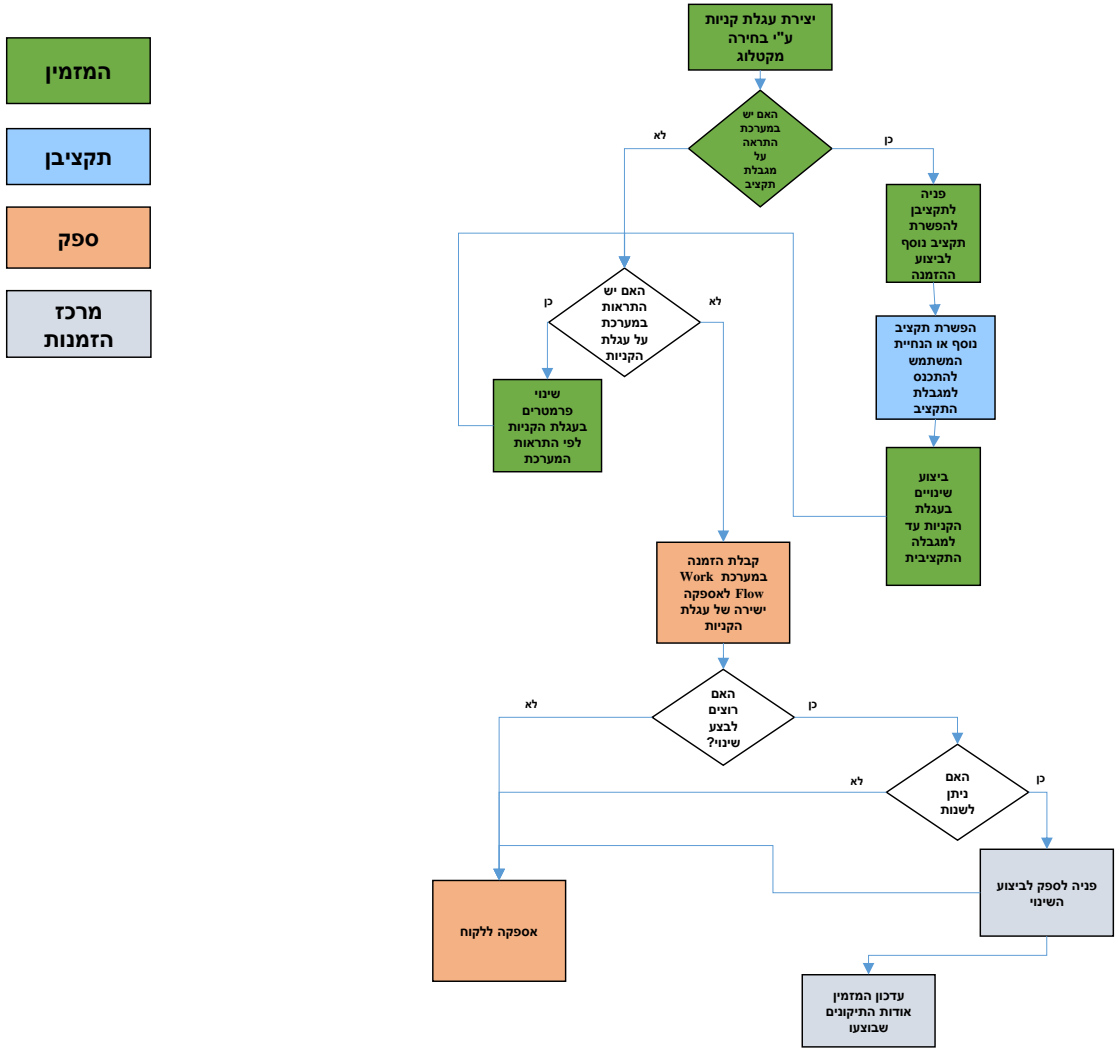 המזמין
תקציבן
ספק
מרכז
הזמנות
יצירת עגלת קניות
ע"י בחירה
מקטלוג
האם יש
במערכת
התראה
על
מגבלת
תקציב
לא
כן
פניה
לתקציבן
להפשרת
תקציב נוסף
לביצוע
ההזמנה
הפשרת תקציב
נוסף או הנחיית
המשתמש
להתכנס
למגבלת
התקציב
ביצוע
שינויים
בעגלת
הקניות עד
למגבלה
התקציבית
האם יש
התראות
במערכת
על עגלת
הקניות
כן
לא
שינוי
פרמטרים
בעגלת הקניות
לפי התראות
המערכת
קבלת הזמנה
במערכת Work
Flow לאספקה
ישירה של עגלת
הקניות
האם
רוצים
לבצע
שינוי?
לא
כן
האם
ניתן
לשנות
לא
כן
פניה לספק לביצוע
השינוי
אספקה ללקוח
עדכון המזמין
אודות התיקונים
שבוצעו